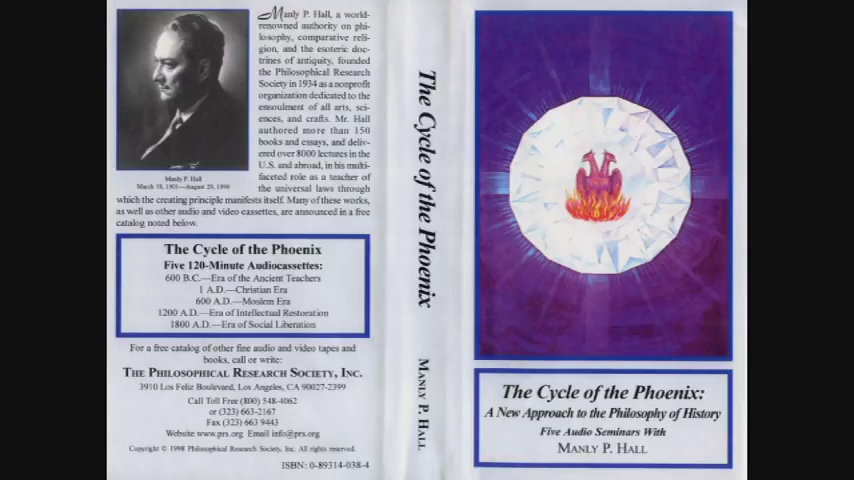 Manly P. Hall, a world-
renowned authority on phi-
losophy, comparative reli-
gion, and the esoteric doc-
trines of antiquity, founded
the Philosophical Research
Society in 1934 as a nonprofit
organization dedicated to the
ensoulment of all arts, sci-
ences, and crafts. Mr. Hall
authored more than 150
books and essays, and deliv-
ered over 8000 lectures in the
U.S. and abroad, in his multi-
faceted role as a teacher of
the universal laws through
which the creating principle manifests itself. Many of these works,
as well as other audio and video cassettes, are announced in a free
catalog noted below.
Manly P. Hall
March 18, 1901—August 29, 1990
The Cycle of the Phoenix
Five 120-Minute Audiocassettes:
600 B.C.—Era of the Ancient Teachers
1 A.D.—Christian Era
600 A.D.—Moslem Era
1200 A.D.—Era of Intellectual Restoration
1800 A.D.—Era of Social Liberation
For a free catalog of other fine audio and video tapes and
books, call or write:
THE PHILOSOPHICAL RESEARCH SOCIETY, INC.
3910 Los Feliz Boulevard, Los Angeles, CA 90027-2399
Call Toll Free (800) 548-4062
or (323) 663-2167
Fax (323) 663 9443
Website www.prs.org Email info@prs.org
Copyright © 1998 Philosophical Research Society, Inc. All rights reserved.
ISBN: 0-89314-038-4
The Cycle of the Phoenix
MANLY P. HALL
The Cycle of the Phoenix:
A New Approach to the Philosophy of History
Five Audio Seminars With
MANLY P. HALL